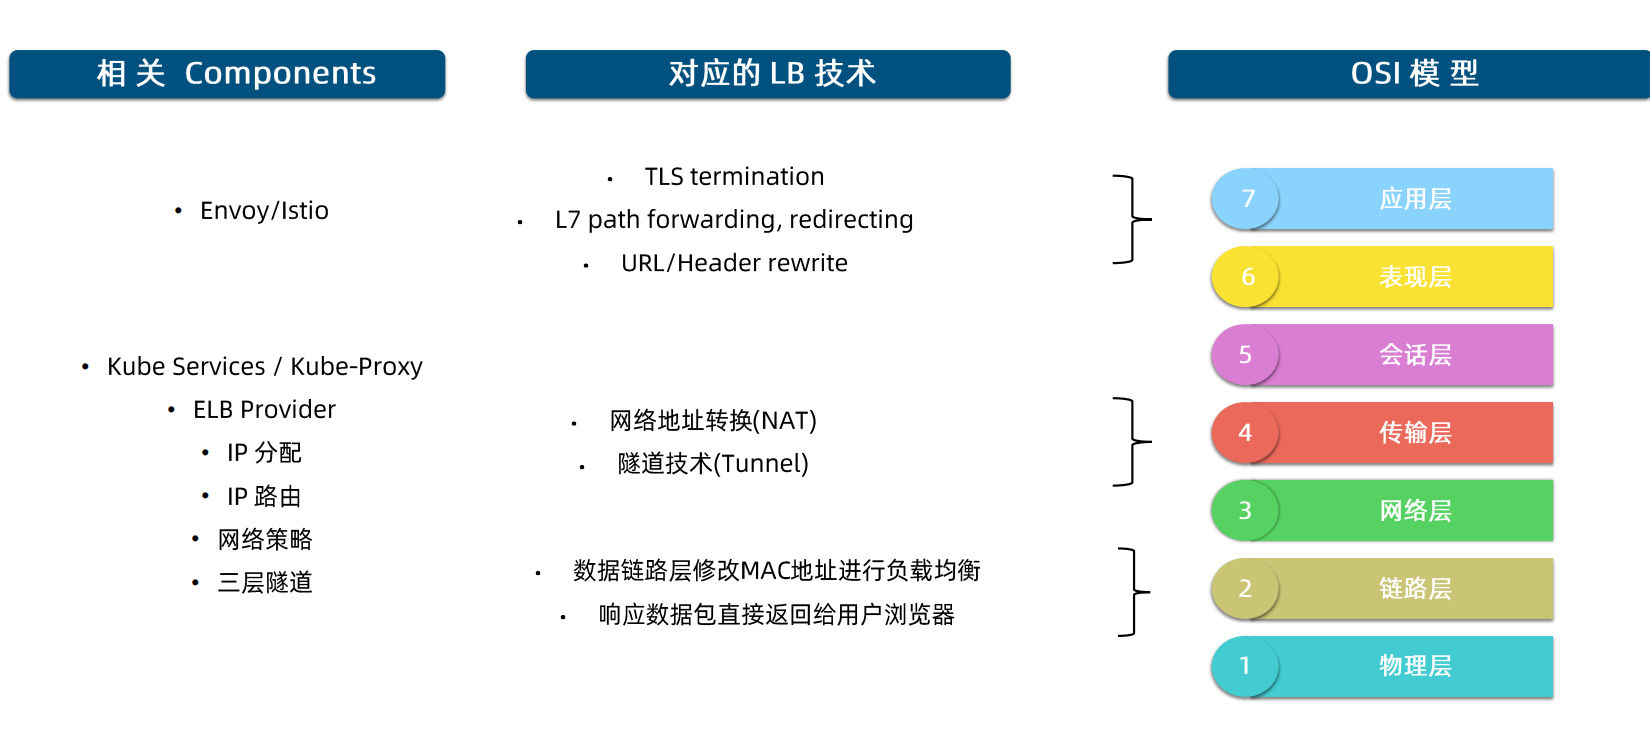 相 关 Components
对应的 LB 技术
OSI 模 型
• Envoy/Istio
• Kube Services / Kube-Proxy
• ELB Provider
• IP 分配
• IP 路由
• 网络策略
• 三层隧道
• TLS termination
• L7 path forwarding, redirecting
• URL/Header rewrite
• 网络地址转换(NAT)
• 隧道技术(Tunnel)
• 数据链路层修改MAC地址进行负载均衡
• 响应数据包直接返回给用户浏览器
7 应用层
6 表现层
5 会话层
4 传输层
3 网络层
2 链路层
1 物理层